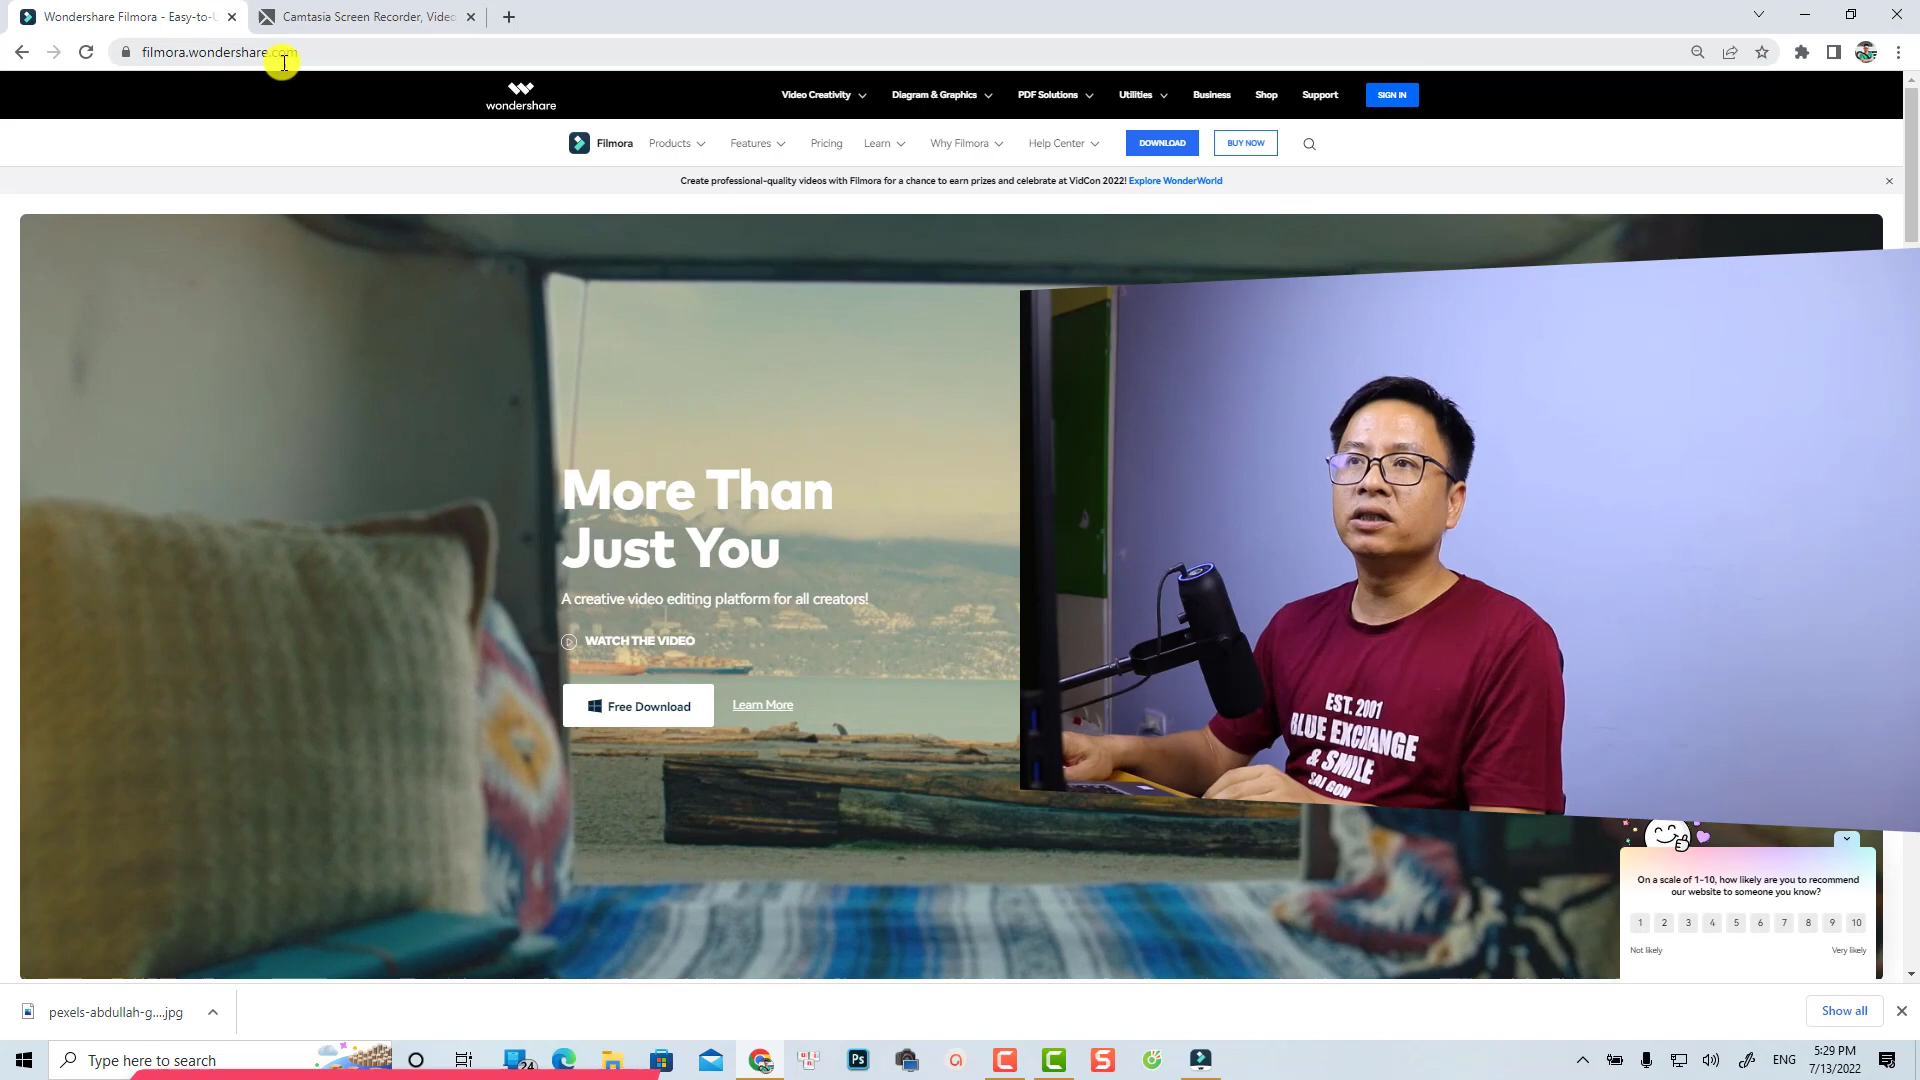 Wondershare Filmora - Easy-to-U
Camtasia Screen Recorder, Video
filmora.wondershare.com
wondershare
Video Creativity
Diagram & Graphics
PDF Solutions
Utilities
Business
Shop
Support
SIGN IN
Filmora
Products
Features
Pricing
Learn
Why Filmora
Help Center
DOWNLOAD
BUY NOW
Create professional-quality videos with Filmora for a chance to earn prizes and celebrate at VidCon 2022! Explore WonderWorld
More Than
Just You
A creative video editing platform for all creators!
WATCH THE VIDEO
Free Download
Learn More
EST. 2001
BLUE EXCHANGE
& SMILE
SAI GON
On a scale of 1-10, how likely are you to recommend
our website to someone you know?
1 2 3 4 5 6 7 8 9 10
Not likely
Very likely
pexels-abdullah-g....jpg
Show all
Type here to search
24
Ps
C
C
S
ENG
5:29 PM
7/13/2022